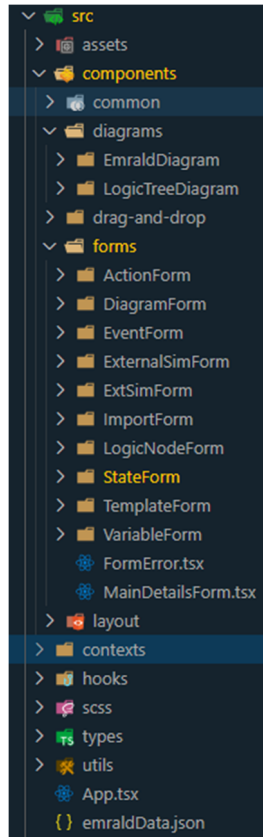 src
assets
components
common
diagrams
EmraldDiagram
LogicTreeDiagram
drag-and-drop
forms
ActionForm
DiagramForm
EventForm
ExternalSimForm
ExtSimForm
ImportForm
LogicNodeForm
StateForm
TemplateForm
VariableForm
FormError.tsx
MainDetailsForm.tsx
layout
contexts
hooks
scss
types
utils
App.tsx
emraldData.json